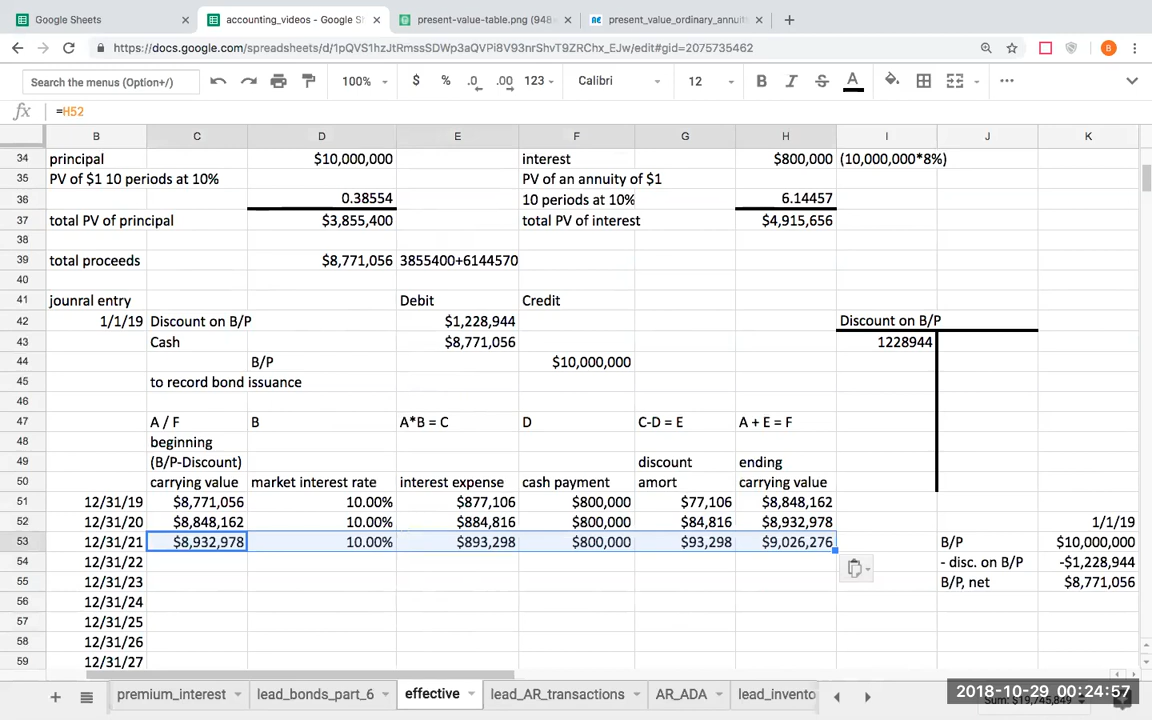 Google Sheets × accounting_videos - Google S × present-value-table.png (948 × present_value_ordinary_annuit × +
https://docs.google.com/spreadsheets/d/1pQVS1hzJtRmssSDWp3aQVPi8V93nrShvT9ZRChx_EJw/edit#gid=2075735462 B
Search the menus (Option+/) 100% $ % .0 .00 123 Calibri 12 B I S A
fx =H52
B C D E F G H I J K
34 principal $10,000,000 interest $800,000 (10,000,000*8%)
35 PV of $1 10 periods at 10% PV of an annuity of $1
36 0.38554 10 periods at 10% 6.14457
37 total PV of principal $3,855,400 total PV of interest $4,915,656
38
39 total proceeds $8,771,056 3855400+6144570
40
41 jounral entry Debit Credit
42 1/1/19 Discount on B/P $1,228,944 Discount on B/P
43 Cash $8,771,056 1228944
44 B/P $10,000,000
45 to record bond issuance
46
47 A / F B A*B = C D C-D = E A + E = F
48 beginning
49 (B/P-Discount) discount ending
50 carrying value market interest rate interest expense cash payment amort carrying value
51 12/31/19 $8,771,056 10.00% $877,106 $800,000 $77,106 $8,848,162
52 12/31/20 $8,848,162 10.00% $884,816 $800,000 $84,816 $8,932,978 1/1/19
53 12/31/21 $8,932,978 10.00% $893,298 $800,000 $93,298 $9,026,276 B/P $10,000,000
54 12/31/22 - disc. on B/P -$1,228,944
55 12/31/23 B/P, net $8,771,056
56 12/31/24
57 12/31/25
58 12/31/26
59 12/31/27
+ premium_interest lead_bonds_part_6 effective lead_AR_transactions AR_ADA lead_invento
2018-10-29 00:24:57
Sum: $19,745,849